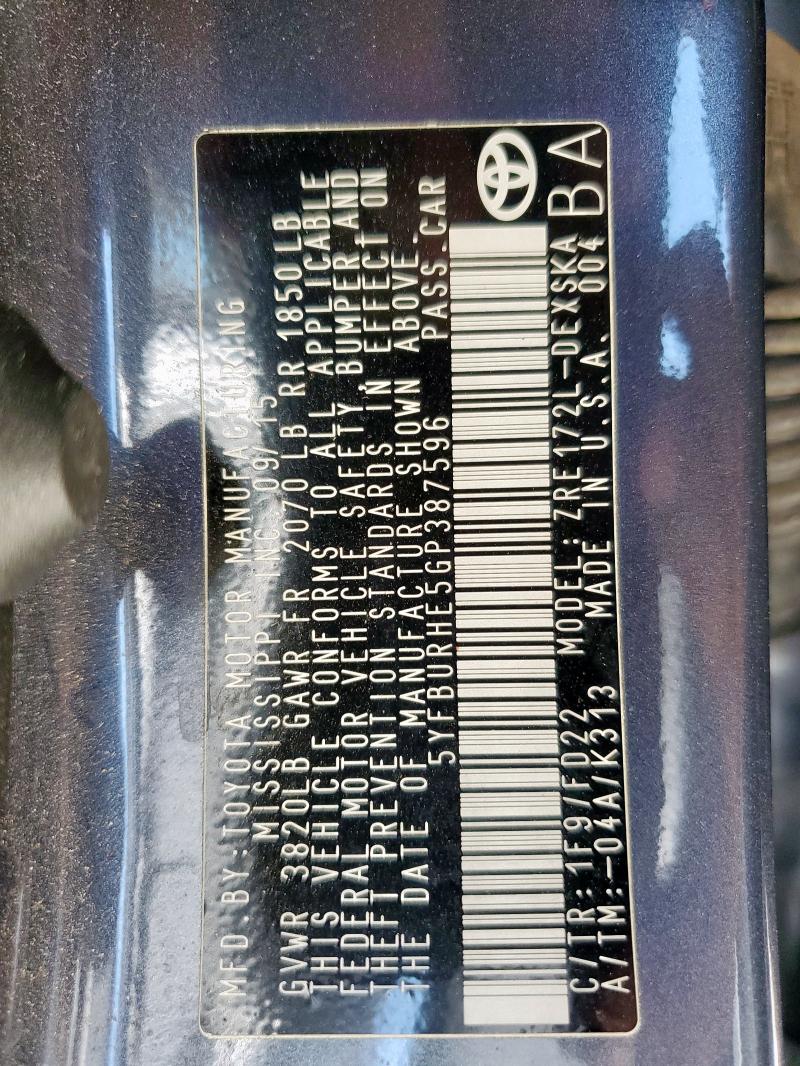 MFD.BY:TOYOTA MOTOR MANUFACTURING
MISSISSIPPI INC. 09/15
GVWR 3820LB GAWR FR 2070 LB RR 1850LB
THIS VEHICLE CONFORMS TO ALL APPLICABLE
FEDERAL MOTOR VEHICLE SAFETY, BUMPER AND
THEFT PREVENTION STANDARDS IN EFFECT ON
THE DATE OF MANUFACTURE SHOWN ABOVE.
5YFBURHE5GP387596 PASS.CAR
C/TR:1F9/FD22 MODEL:ZRE172L-DEXSKA
A/TM:-04A/K313 MADE IN U.S.A. 004
BA